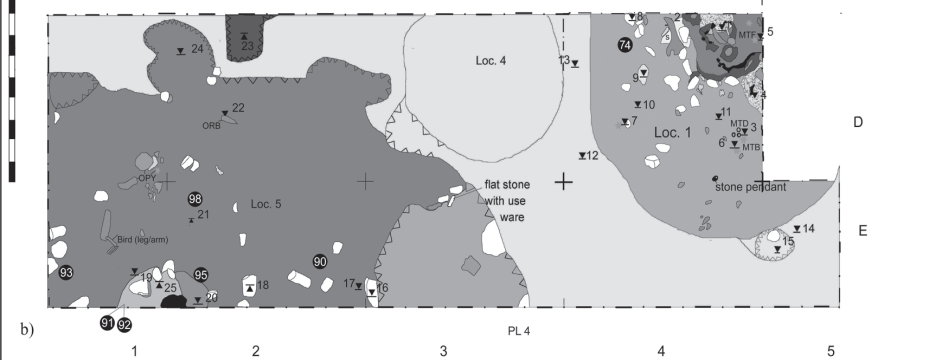 8
2
74
MTF
5
23
24
Loc. 4
13
9
4
10
22
ORB
7
11
MTD
3
D
Loc. 1
6
MTB
12
OPY
flat stone
with use
ware
stone pendant
98
Loc. 5
21
E
Bird (leg/arm)
14
15
93
90
95
19
25
18
17
16
20
91
92
b)
PL 4
1
2
3
4
5